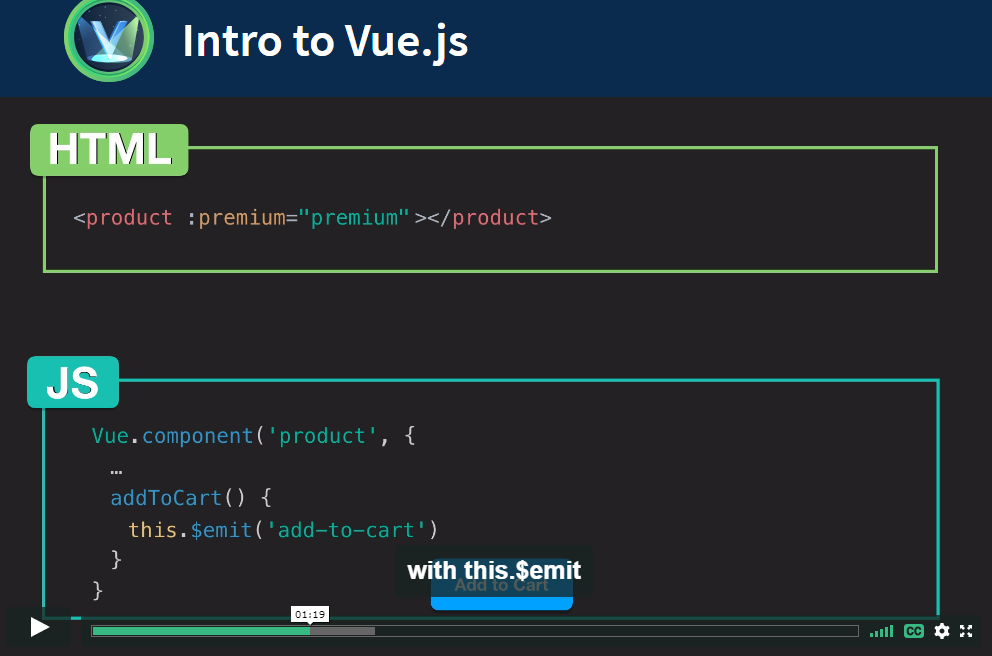 Intro to Vue.js
HTML
<product :premium="premium"></product>
JS
Vue.component('product', {
…
addToCart() {
this.$emit('add-to-cart')
}
}
with this.$emit
Add to Cart
01:19
CC